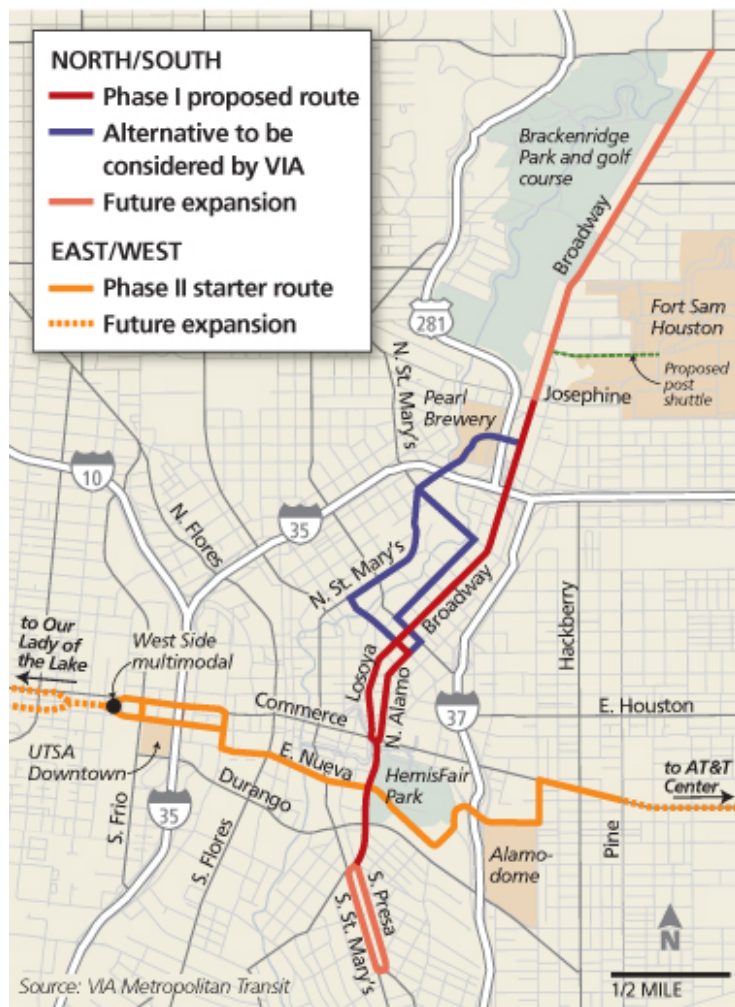 NORTH/SOUTH
Phase I proposed route
Alternative to be
considered by VIA
Future expansion
EAST/WEST
Phase II starter route
Future expansion
Brackenridge
Park and golf
course
Broadway
Fort Sam
Houston
281
N. St. Mary's
Proposed
post
shuttle
Josephine
Pearl
Brewery
10
35
N. Flores
N. St. Mary's
Broadway
Hackberry
to Our
Lady of
the Lake
West Side
multimodal
Losoya
N. Alamo
37
E. Houston
Commerce
UTSA
Downtown
E. Nueva
HemisFair
Park
to AT&T
Center
Durango
S. Frio
35
S. Flores
Alamo-
dome
Pine
S. Presa
S. St. Mary's
N
Source: VIA Metropolitan Transit
1/2 MILE